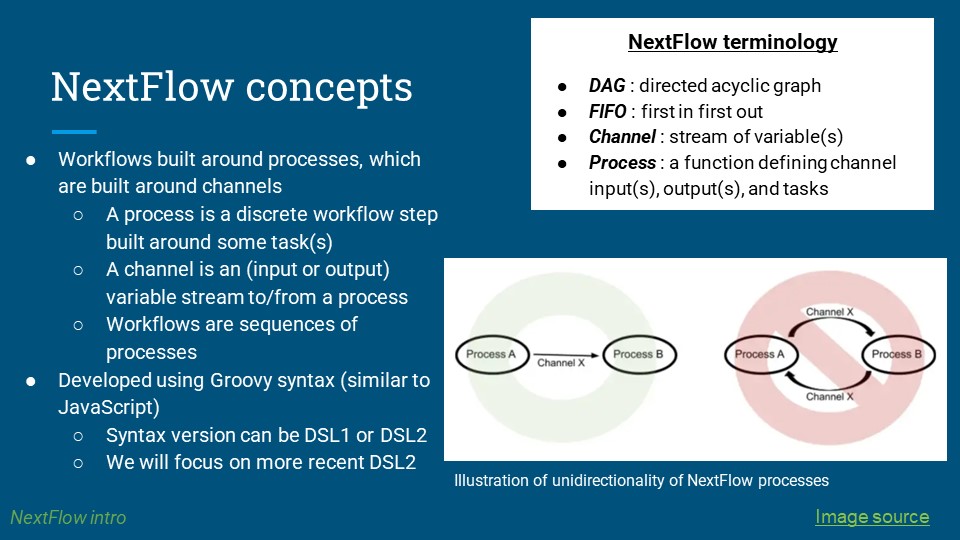 NextFlow concepts
● Workflows built around processes, which
are built around channels
○ A process is a discrete workflow step
built around some task(s)
○ A channel is an (input or output)
variable stream to/from a process
○ Workflows are sequences of
processes
● Developed using Groovy syntax (similar to
JavaScript)
○ Syntax version can be DSL1 or DSL2
○ We will focus on more recent DSL2
NextFlow terminology
● DAG : directed acyclic graph
● FIFO : first in first out
● Channel : stream of variable(s)
● Process : a function defining channel
input(s), output(s), and tasks
Process A
Channel X
Process B
Channel X
Process A
Process B
Channel X
Illustration of unidirectionality of NextFlow processes
NextFlow intro
Image source